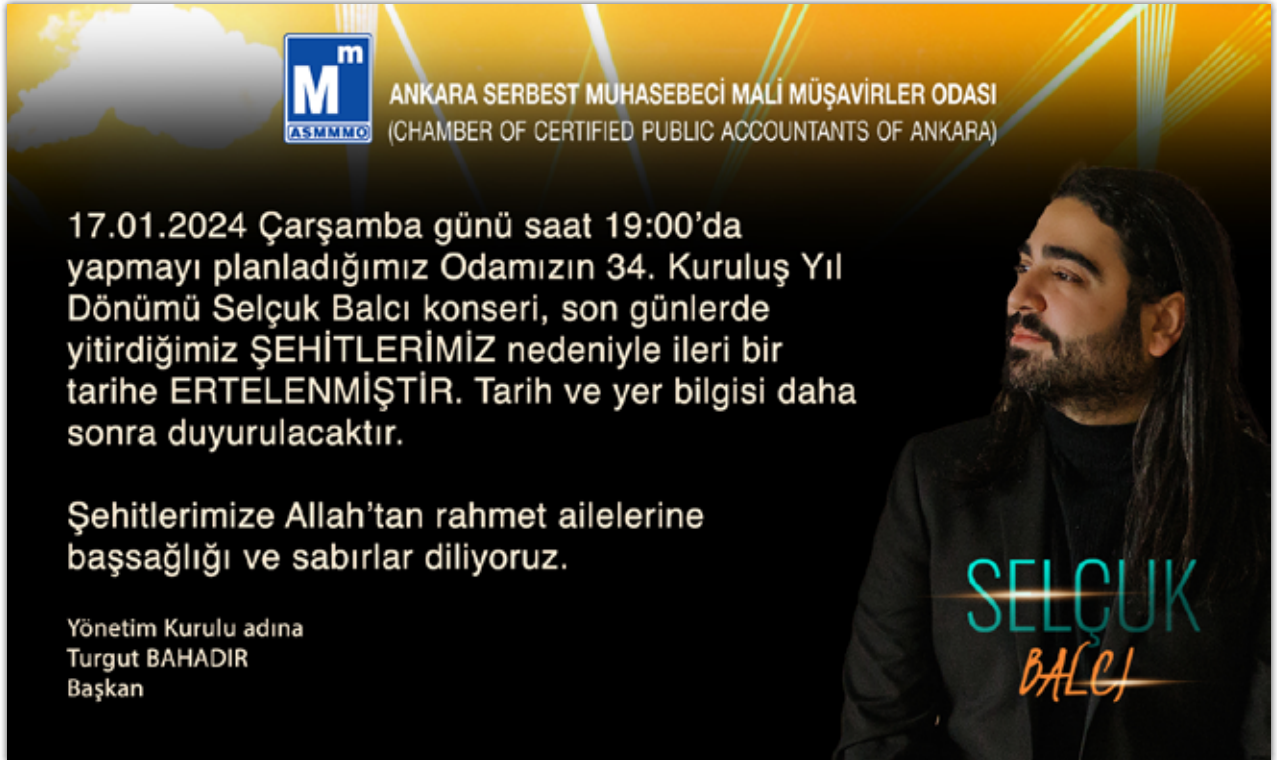 Mm
ASMMMO
ANKARA SERBEST MUHASEBECİ MALİ MÜŞAVİRLER ODASI
(CHAMBER OF CERTIFIED PUBLIC ACCOUNTANTS OF ANKARA)
17.01.2024 Çarşamba günü saat 19:00’da
yapmayı planladığımız Odamızın 34. Kuruluş Yıl
Dönümü Selçuk Balcı konseri, son günlerde
yitirdiğimiz ŞEHİTLERİMİZ nedeniyle ileri bir
tarihe ERTELENMİŞTİR. Tarih ve yer bilgisi daha
sonra duyurulacaktır.
Şehitlerimize Allah’tan rahmet ailelerine
başsağlığı ve sabırlar diliyoruz.
Yönetim Kurulu adına
Turgut BAHADIR
Başkan
SELÇUK
BALCI